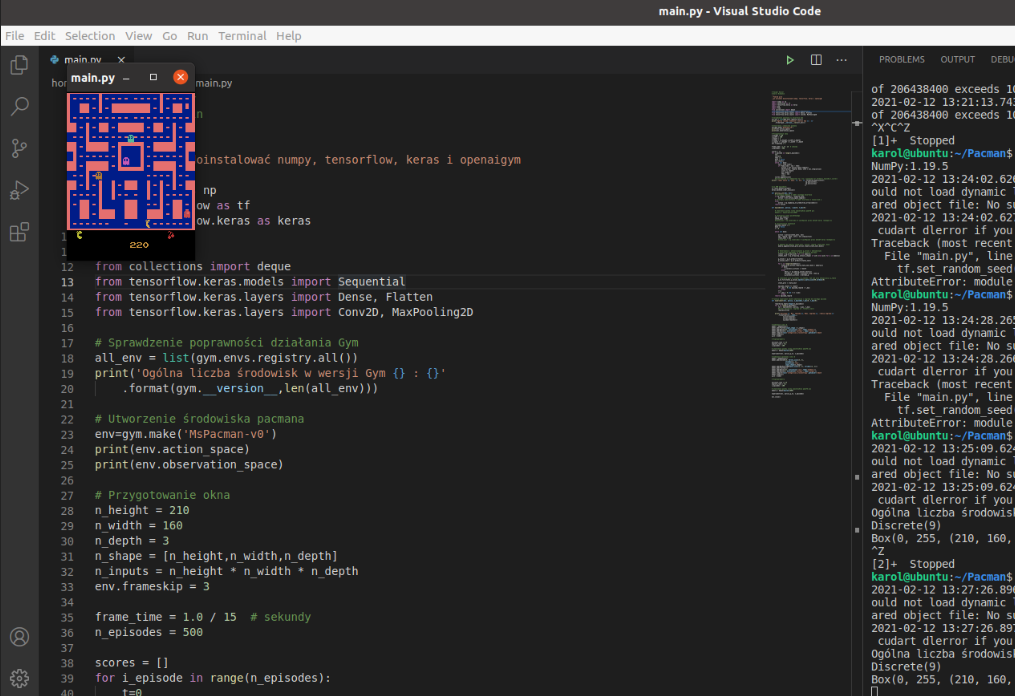 main.py - Visual Studio Code
File Edit Selection View Go Run Terminal Help
main.py
main.py
main.py
220
oinstalować numpy, tensorflow, keras i openaigym
np
ow as tf
ow.keras as keras
12 from collections import deque
13 from tensorflow.keras.models import Sequential
14 from tensorflow.keras.layers import Dense, Flatten
15 from tensorflow.keras.layers import Conv2D, MaxPooling2D
16
17 # Sprawdzenie poprawności działania Gym
18 all_env = list(gym.envs.registry.all())
19 print('Ogólna liczba środowisk w wersji Gym {} : {}'
20 .format(gym.__version__,len(all_env)))
21
22 # Utworzenie środowiska pacmana
23 env=gym.make('MsPacman-v0')
24 print(env.action_space)
25 print(env.observation_space)
26
27 # Przygotowanie okna
28 n_height = 210
29 n_width = 160
30 n_depth = 3
31 n_shape = [n_height,n_width,n_depth]
32 n_inputs = n_height * n_width * n_depth
33 env.frameskip = 3
34
35 frame_time = 1.0 / 15 # sekundy
36 n_episodes = 500
37
38 scores = []
39 for i_episode in range(n_episodes):
40 t=0
PROBLEMS OUTPUT DEBU
of 206438400 exceeds 10
2021-02-12 13:21:13.743
of 206438400 exceeds 10
^X^C^Z
[1]+ Stopped
karol@ubuntu:~/Pacman$
NumPy:1.19.5
2021-02-12 13:24:02.626
ould not load dynamic l
ared object file: No su
2021-02-12 13:24:02.627
cudart dlerror if you
Traceback (most recent
File "main.py", line
tf.set_random_seed(
AttributeError: module
karol@ubuntu:~/Pacman$
NumPy:1.19.5
2021-02-12 13:24:28.265
ould not load dynamic l
ared object file: No su
2021-02-12 13:24:28.266
cudart dlerror if you
Traceback (most recent
File "main.py", line
tf.set_random_seed(
AttributeError: module
karol@ubuntu:~/Pacman$
2021-02-12 13:25:09.624
ould not load dynamic l
ared object file: No su
2021-02-12 13:25:09.624
cudart dlerror if you
Ogólna liczba środowisk
Discrete(9)
Box(0, 255, (210, 160,
^Z
[2]+ Stopped
karol@ubuntu:~/Pacman$
2021-02-12 13:27:26.896
ould not load dynamic l
ared object file: No su
2021-02-12 13:27:26.897
cudart dlerror if you
Ogólna liczba środowisk
Discrete(9)
Box(0, 255, (210, 160,